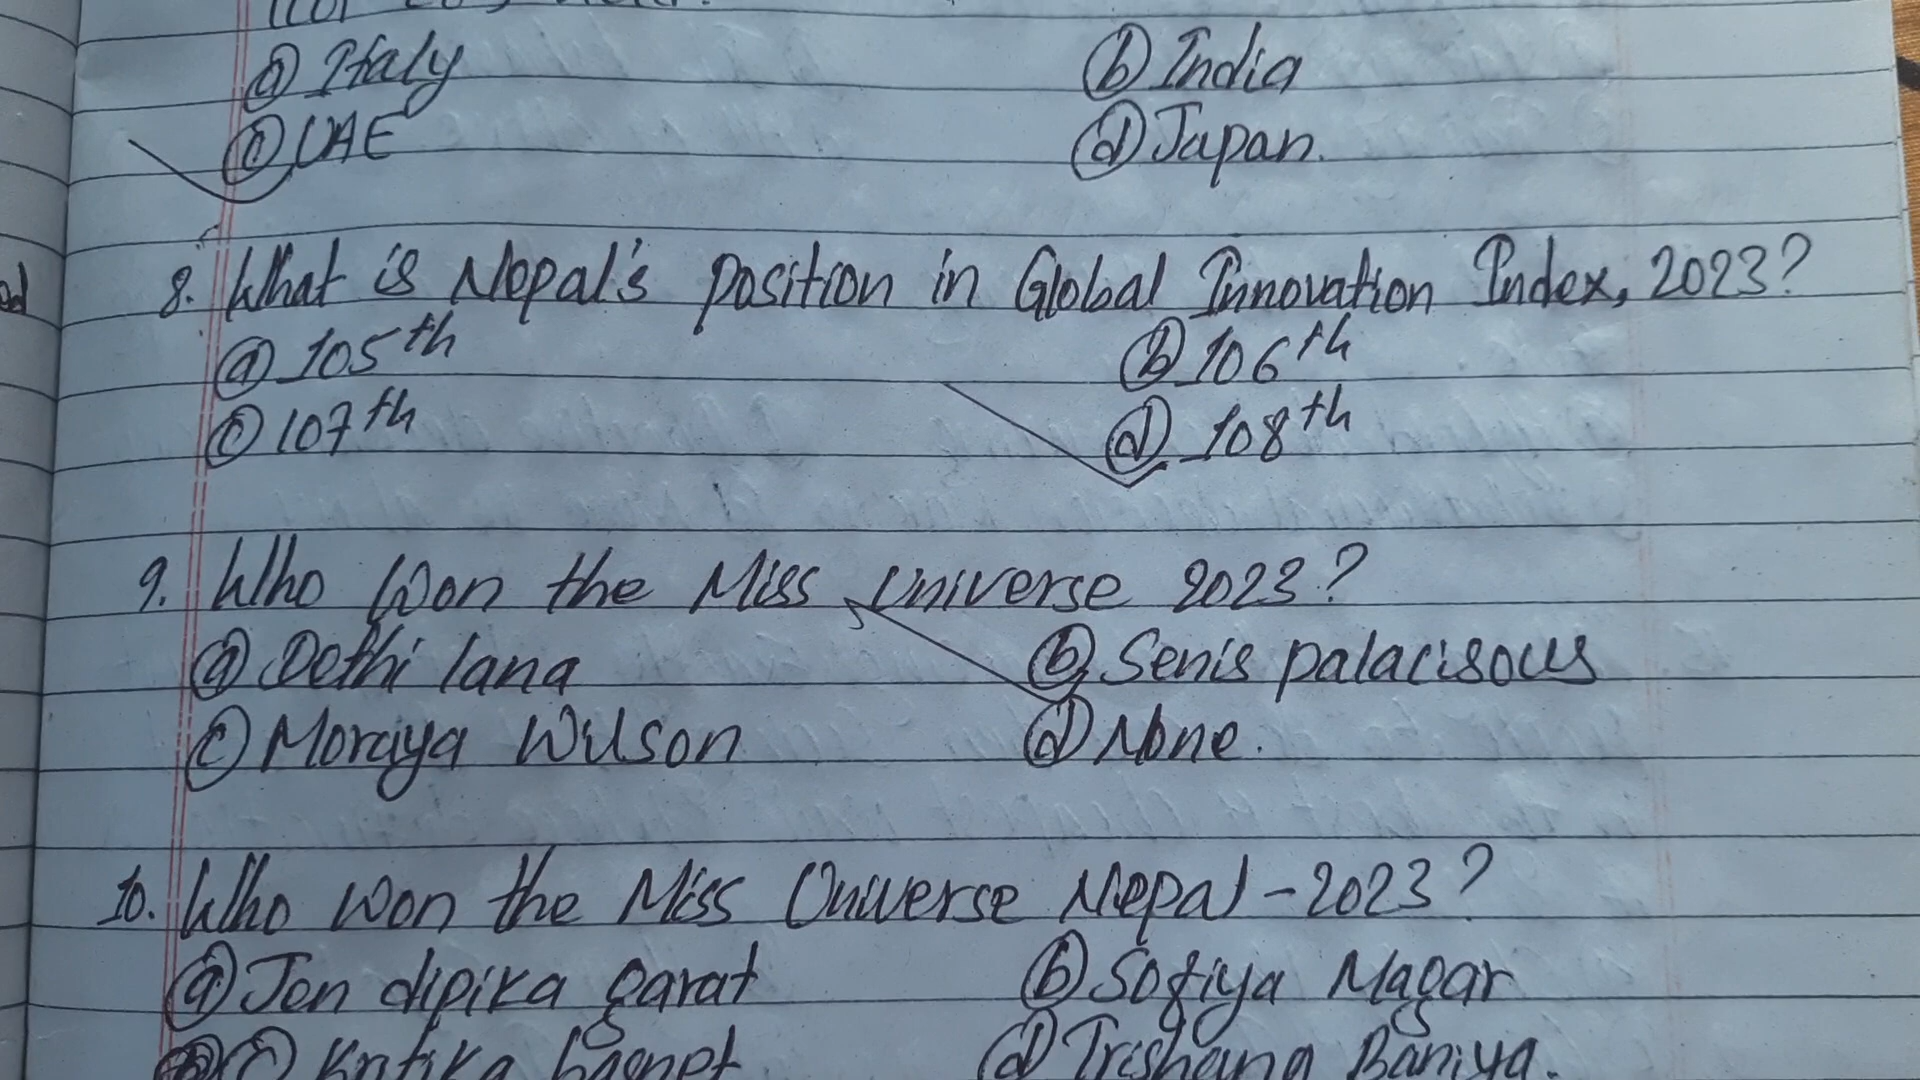 (a) Italy (b) India
(c) UAE (d) Japan.
8. What is Nepal's position in Global Innovation Index, 2023?
(a) 105th (b) 106th
(c) 107th (d) 108th
9. Who won the Miss Universe 2023?
(a) Dethi lana (b) Senis palacisous
(c) Moraya Wilson (d) None.
10. Who won the Miss Universe Nepal - 2023?
(a) Jen dipika garat (b) Sofiya Magar
(c) Kritika (d) Trishana Baniya.